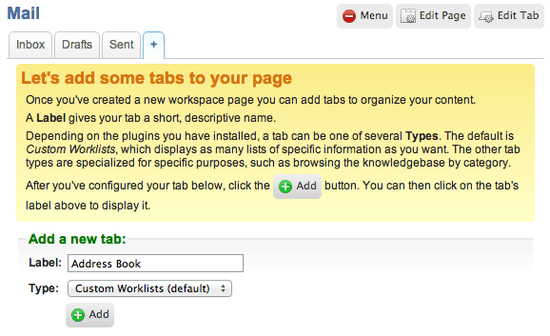 Mail
Menu Edit Page Edit Tab
Inbox Drafts Sent +
Let's add some tabs to your page
Once you've created a new workspace page you can add tabs to organize your content.
A Label gives your tab a short, descriptive name.
Depending on the plugins you have installed, a tab can be one of several Types. The default is
Custom Worklists, which displays as many lists of specific information as you want. The other tab
types are specialized for specific purposes, such as browsing the knowledgebase by category.
After you've configured your tab below, click the Add button. You can then click on the tab's
label above to display it.
Add a new tab:
Label: Address Book
Type: Custom Worklists (default)
Add